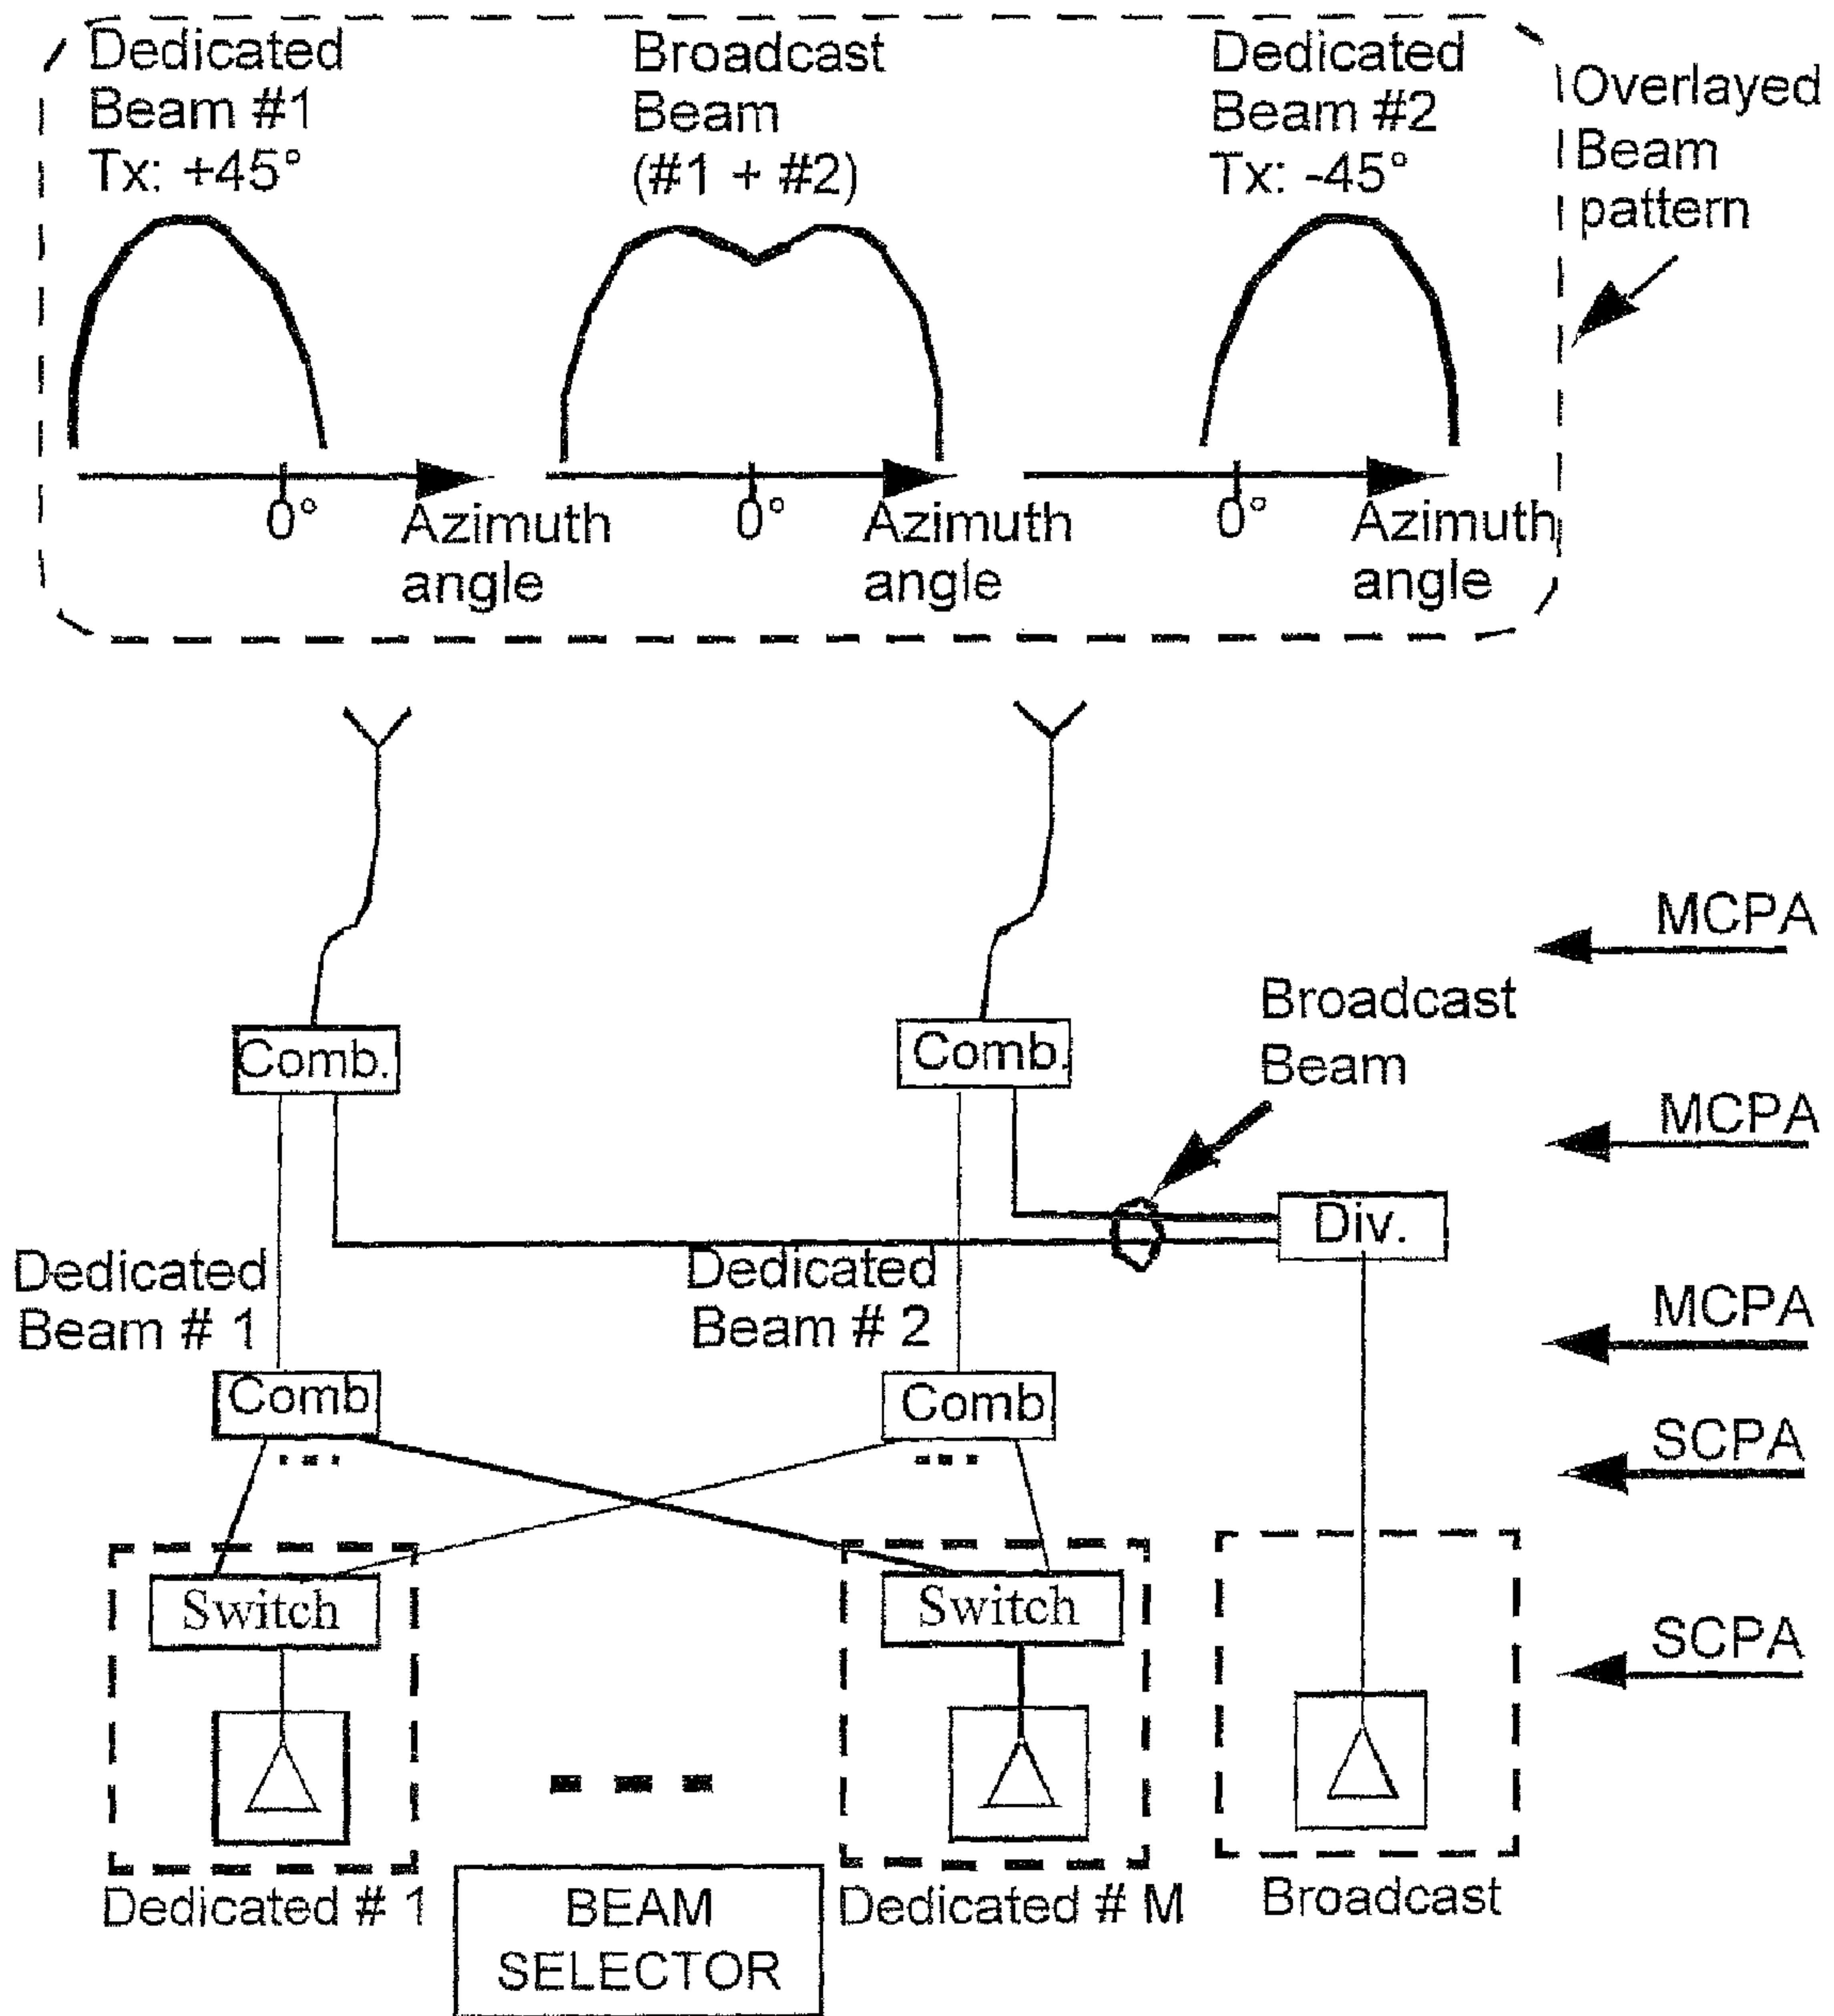 Dedicated
Beam #1
Tx: +45°
Broadcast
Beam
(#1 + #2)
Dedicated
Beam #2
Tx: -45°
Overlayed
Beam
pattern
0°
Azimuth
angle
0°
Azimuth
angle
0°
Azimuth
angle
MCPA
Broadcast
Beam
Comb.
Comb.
MCPA
Div.
Dedicated
Beam # 1
Dedicated
Beam # 2
MCPA
Comb
Comb
SCPA
Switch
Switch
SCPA
Dedicated # 1
Dedicated # M
Broadcast
BEAM
SELECTOR